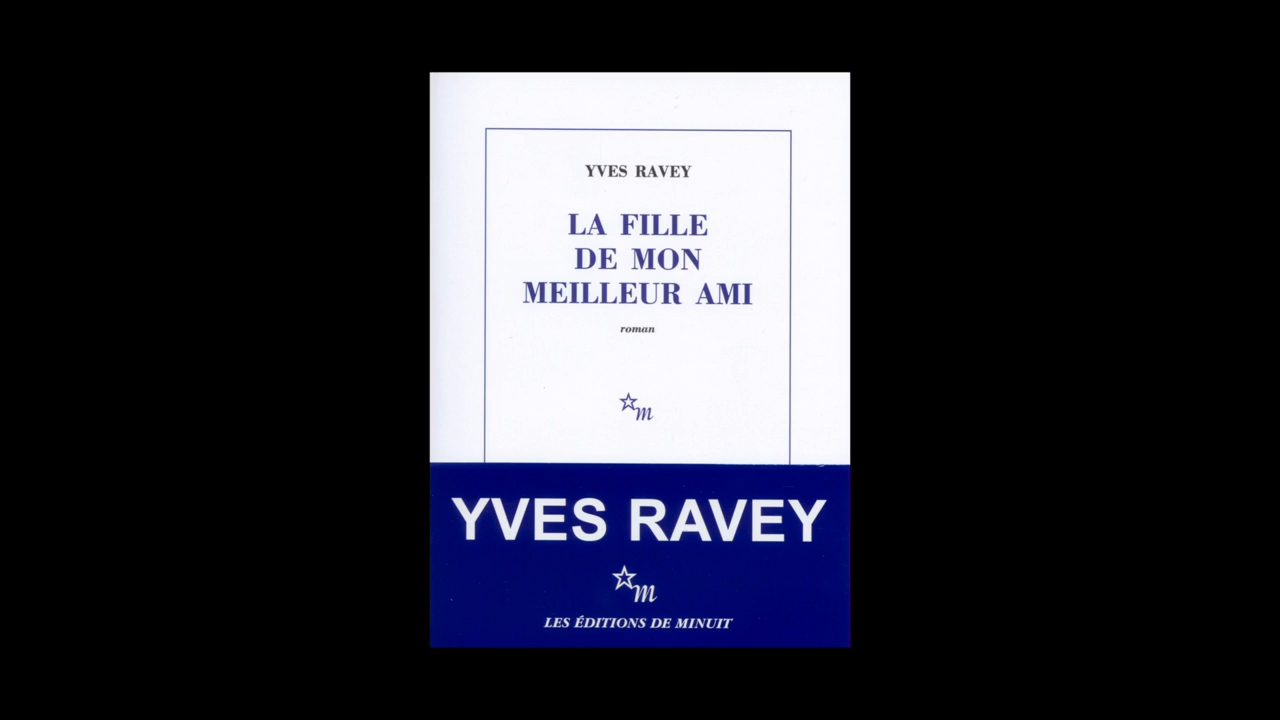 YVES RAVEY
LA FILLE
DE MON
MEILLEUR AMI
roman
m
YVES RAVEY
m
LES ÉDITIONS DE MINUIT